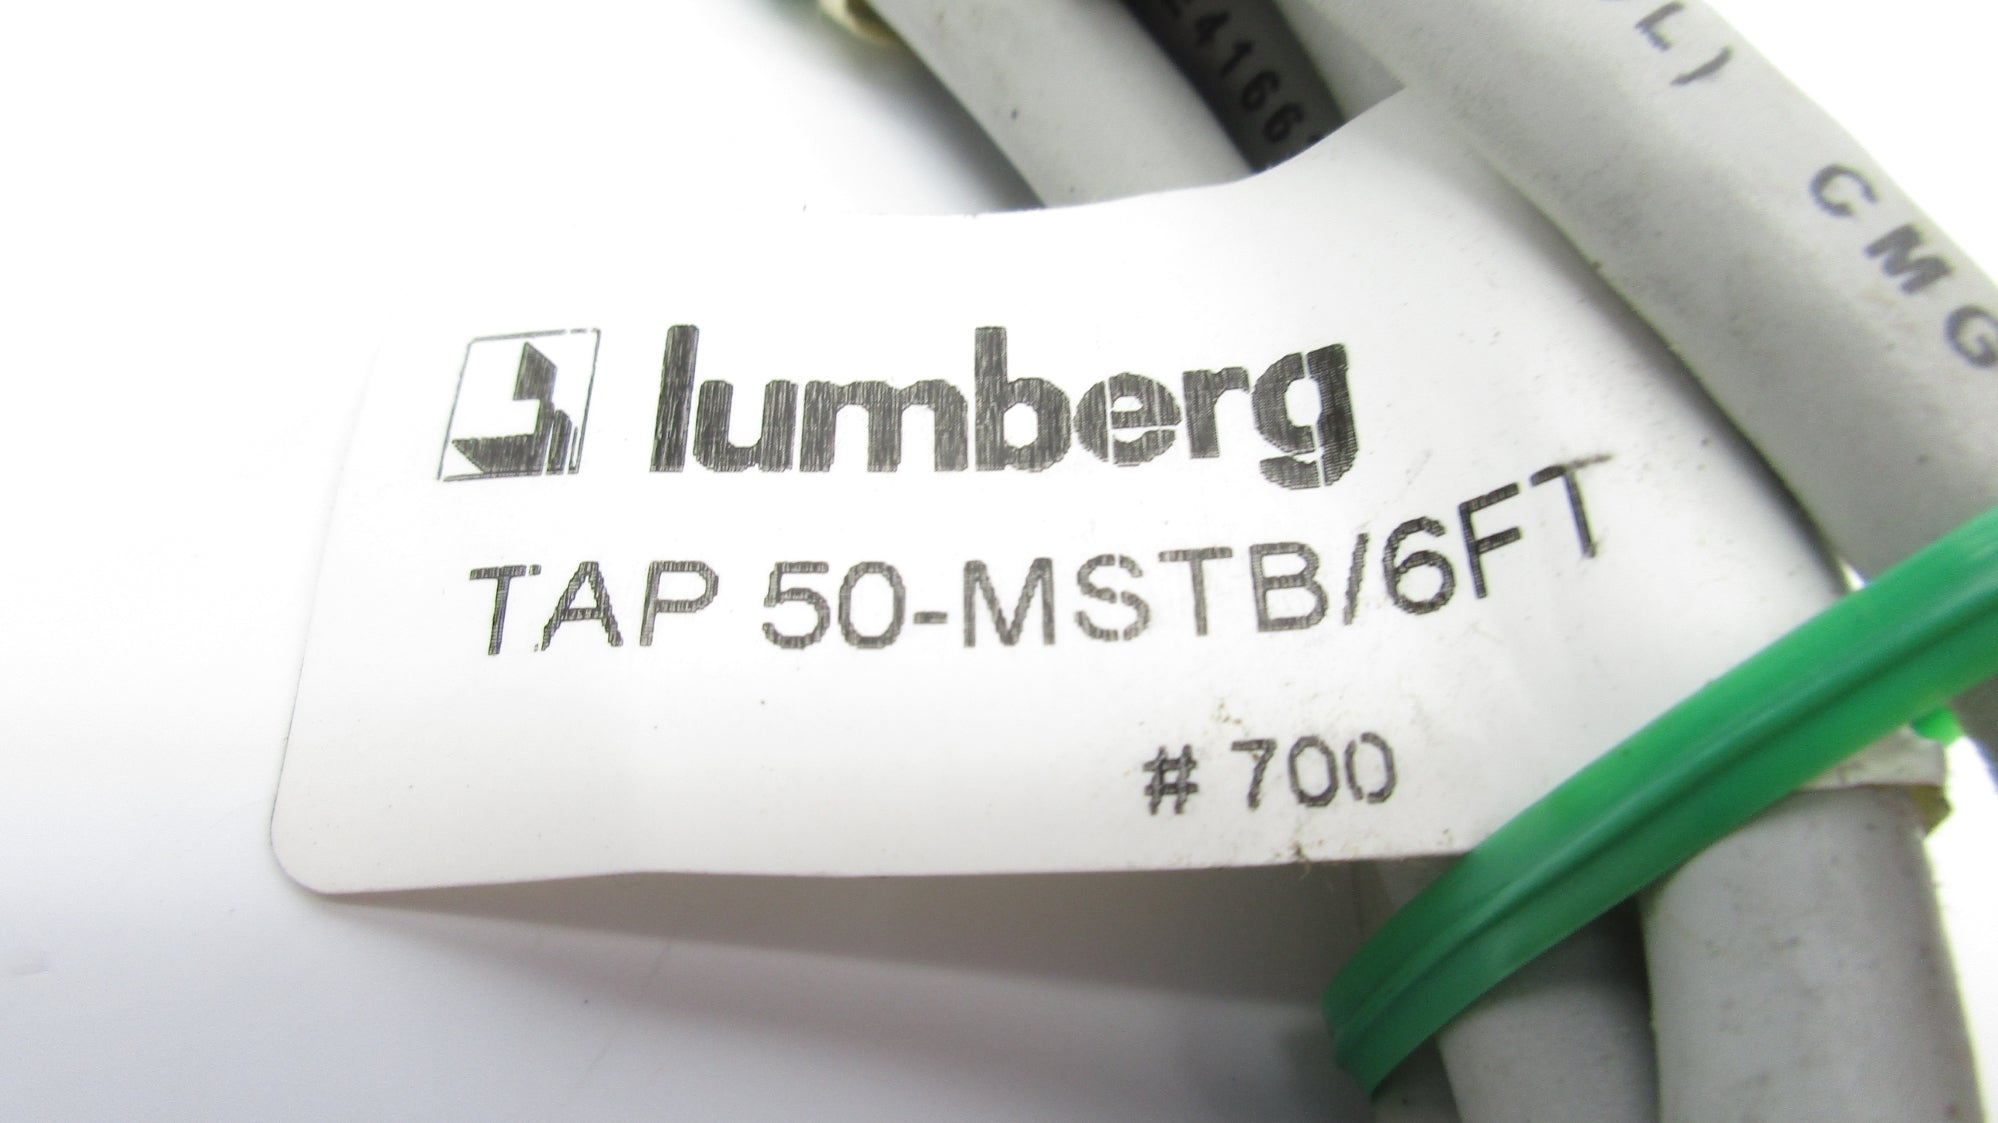 lumberg
TAP 50-MSTB/6FT
# 700
CMG